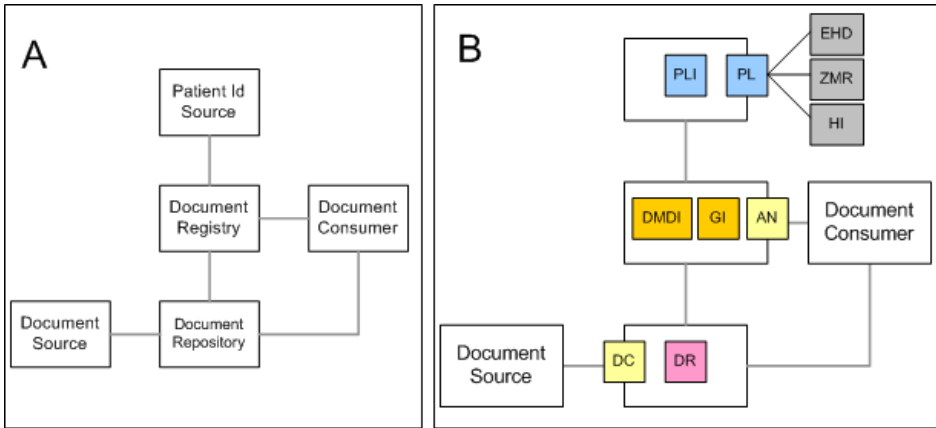 A
Patient Id
Source
Document
Registry
Document
Consumer
Document
Source
Document
Repository
B
PLI
PL
EHD
ZMR
HI
DMDI
GI
AN
Document
Consumer
Document
Source
DC
DR